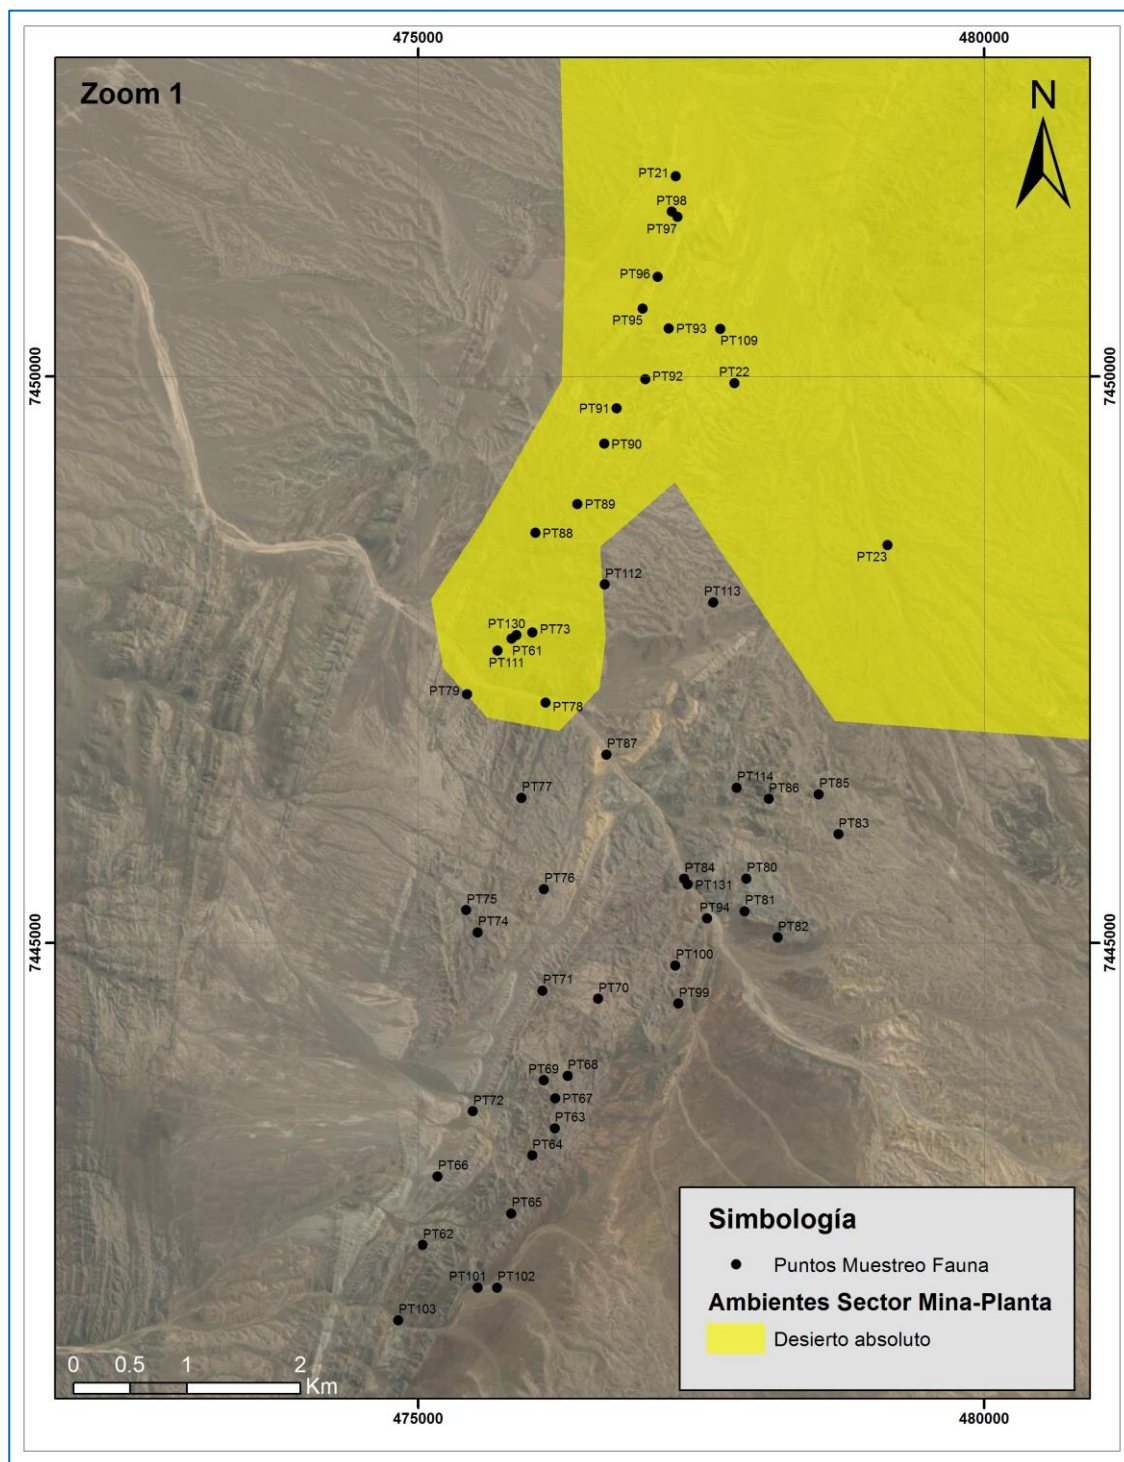 475000
480000
Zoom 1
N
PT21
PT98
PT97
PT96
PT95
PT93
PT109
7450000
7450000
PT92
PT22
PT91
PT90
PT89
PT88
PT23
PT112
PT113
PT130
PT73
PT61
PT111
PT79
PT78
PT87
PT77
PT114
PT86
PT85
PT83
PT84
PT80
PT76
PT131
PT75
PT81
PT94
PT74
PT82
7445000
7445000
PT100
PT71
PT70
PT99
PT69
PT68
PT67
PT72
PT63
PT64
PT66
PT65
PT62
PT101
PT102
PT103
Simbología
Puntos Muestreo Fauna
Ambientes Sector Mina-Planta
Desierto absoluto
0 0.5 1 2
Km
475000
480000